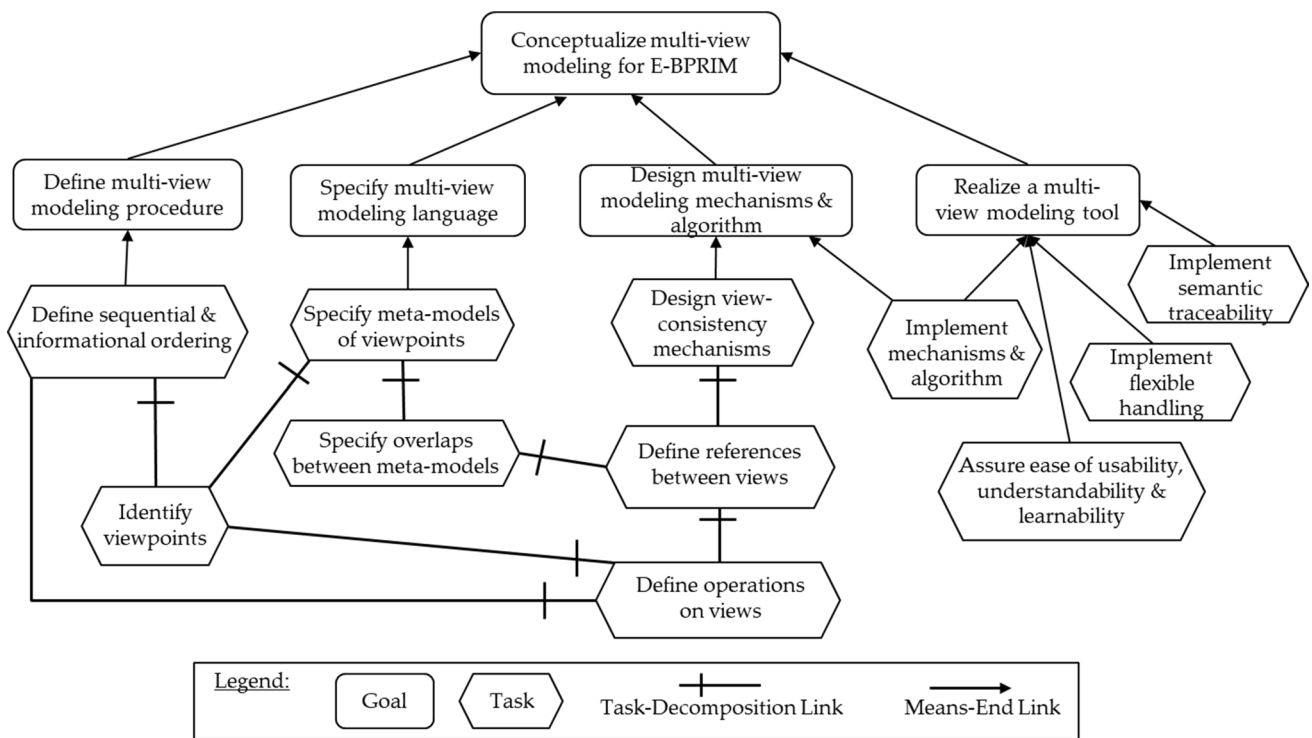 Conceptualize multi-view
modeling for E-BPRIM
Define multi-view
modeling procedure
Specify multi-view
modeling language
Design multi-view
modeling mechanisms &
algorithm
Realize a multi-
view modeling tool
Define sequential &
informational ordering
Specify meta-models
of viewpoints
Design view-
consistency
mechanisms
Implement
mechanisms &
algorithm
Implement
semantic
traceability
Implement
flexible
handling
Specify overlaps
between meta-models
Define references
between views
Assure ease of usability,
understandability &
learnability
Identify
viewpoints
Define operations
on views
Legend:
Goal
Task
Task-Decomposition Link
Means-End Link